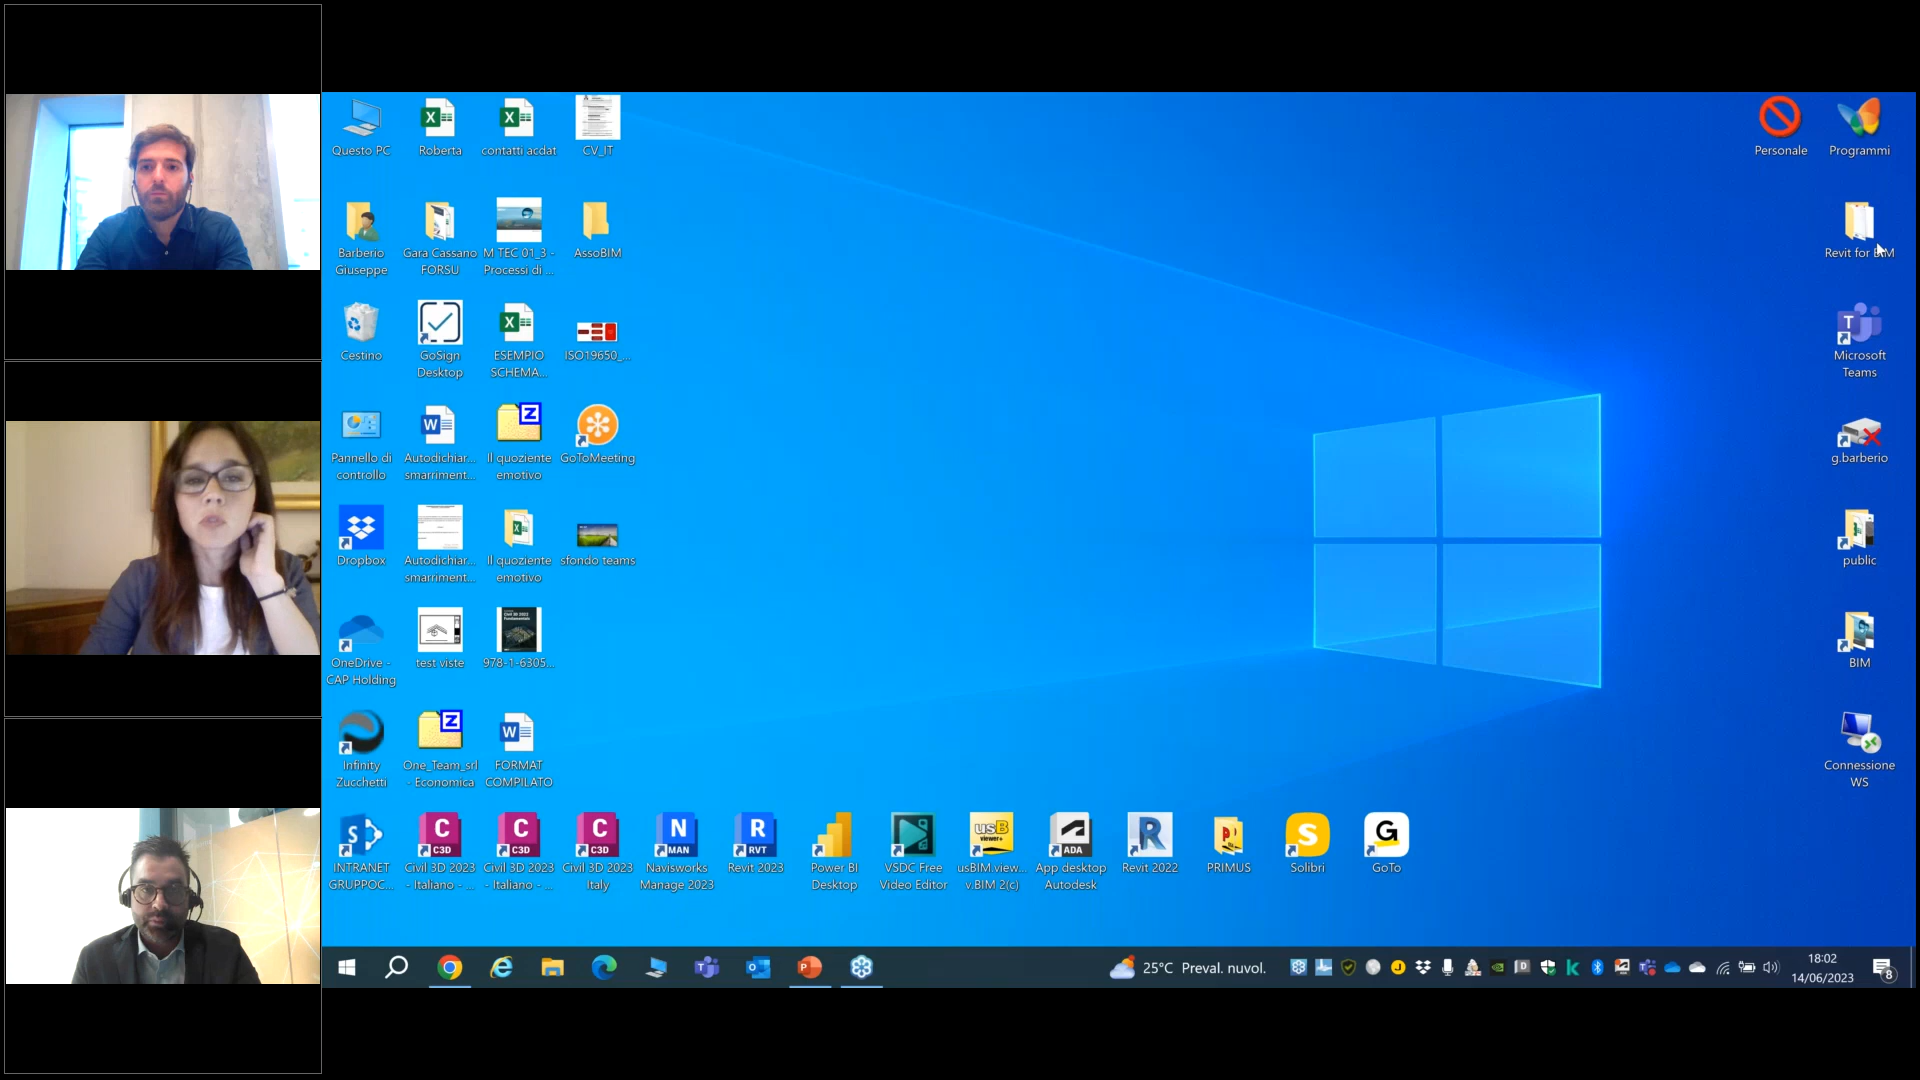 Questo PC
Roberta
contatti acdat
CV_IT
Personale
Programmi
Barberio
Giuseppe
Gara Cassano
FORSU
M TEC 01_3 -
Processi di ...
AssoBIM
Revit for BIM
Cestino
GoSign
Desktop
ESEMPIO
SCHEMA...
ISO19650_...
Microsoft
Teams
Pannello di
controllo
Autodichiar...
smarriment...
Il quoziente
emotivo
GoToMeeting
g.barberio
Dropbox
Autodichiar...
smarriment...
Il quoziente
emotivo
sfondo teams
public
OneDrive -
CAP Holding
test viste
978-1-6305...
BIM
Infinity
Zucchetti
One_Team_srl
- Economica
FORMAT
COMPILATO
Connessione
WS
INTRANET
GRUPPOC...
Civil 3D 2023
- Italiano - ...
Civil 3D 2023
- Italiano - ...
Civil 3D 2023
Italy
Navisworks
Manage 2023
Revit 2023
Power BI
Desktop
VSDC Free
Video Editor
usBIM.view...
v.BIM 2(c)
App desktop
Autodesk
Revit 2022
PRIMUS
Solibri
GoTo
25°C Preval. nuvol.
18:02
14/06/2023
8